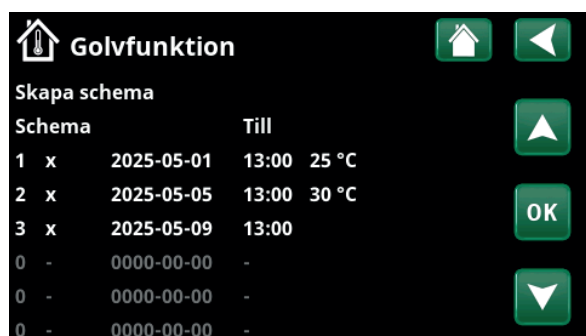 Golvfunktion
Skapa schema
Schema Till
1 x 2025-05-01 13:00 25 °C
2 x 2025-05-05 13:00 30 °C
3 x 2025-05-09 13:00
0 - 0000-00-00 -
0 - 0000-00-00 -
0 - 0000-00-00 -
OK